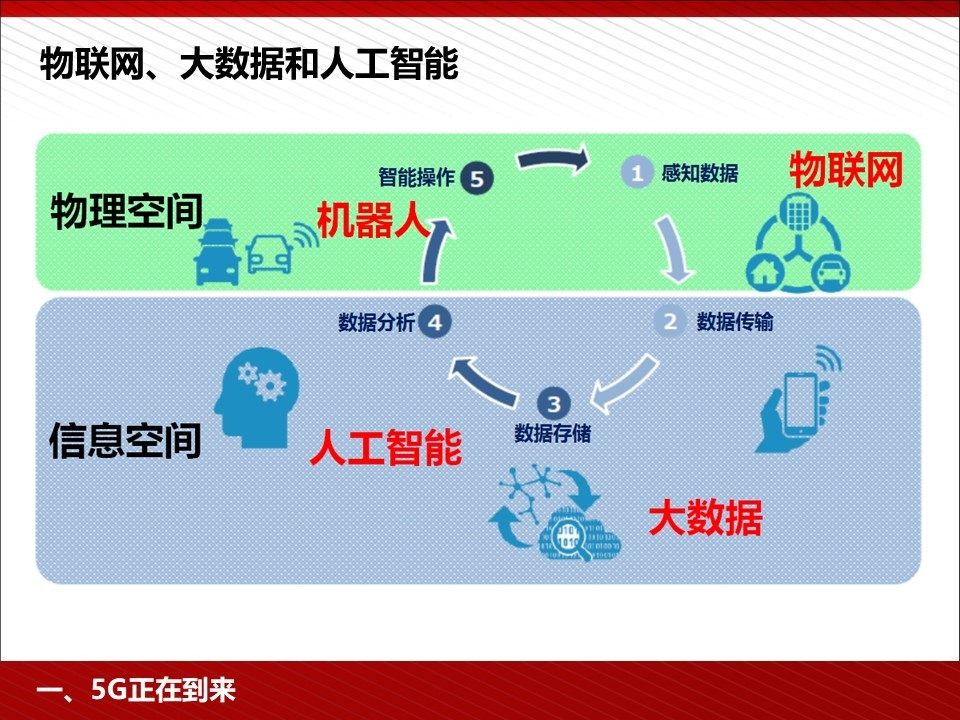 物联网、大数据和人工智能
智能操作 5
1 感知数据
物联网
物理空间
机器人
数据分析 4
2 数据传输
3
数据存储
信息空间
人工智能
大数据
一、5G正在到来